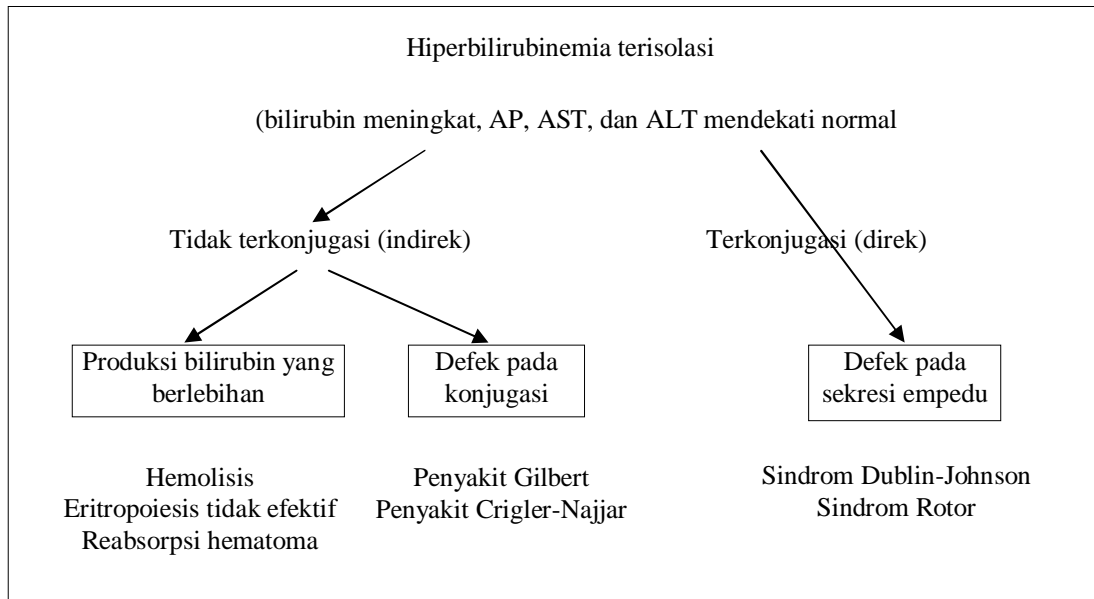 Hiperbilirubinemia terisolasi
(bilirubin meningkat, AP, AST, dan ALT mendekati normal
Tidak terkonjugasi (indirek)
Terkonjugasi (direk)
Produksi bilirubin yang
berlebihan
Defek pada
konjugasi
Defek pada
sekresi empedu
Hemolisis
Eritropoiesis tidak efektif
Reabsorpsi hematoma
Penyakit Gilbert
Penyakit Crigler-Najjar
Sindrom Dublin-Johnson
Sindrom Rotor